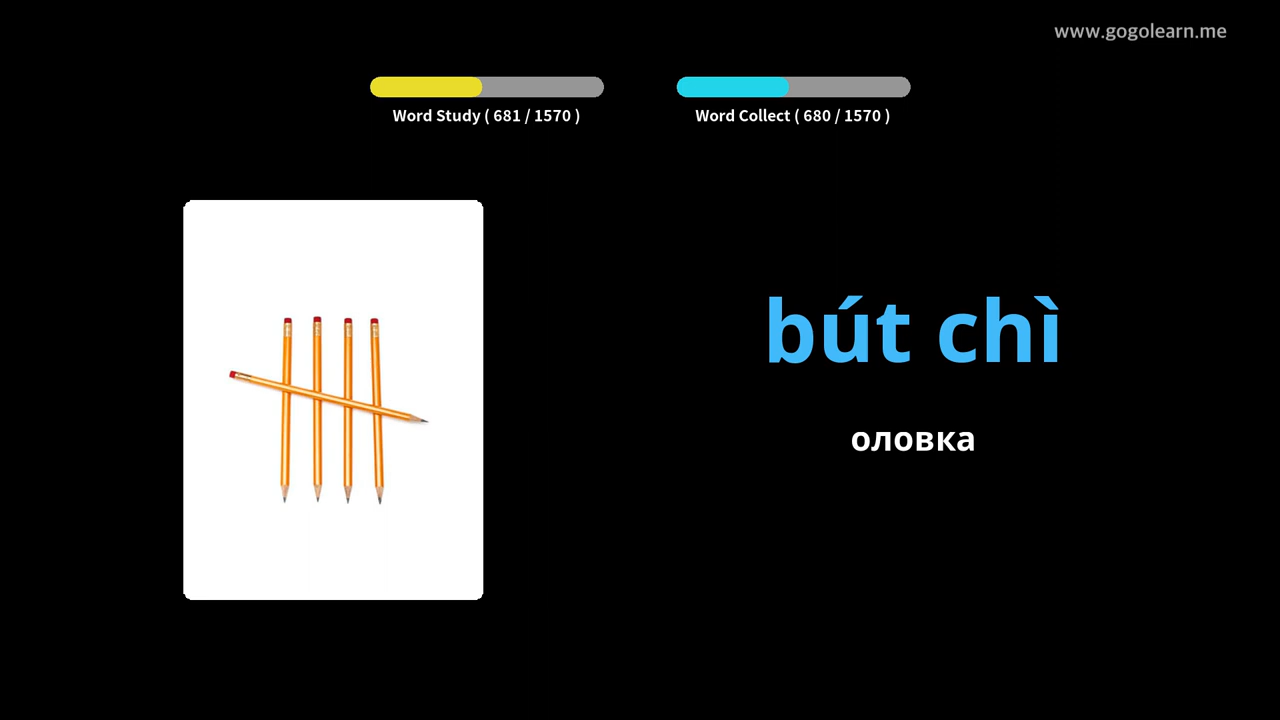 www.gogolearn.me
Word Study ( 681 / 1570 )
Word Collect ( 680 / 1570 )
bút chì
оловка